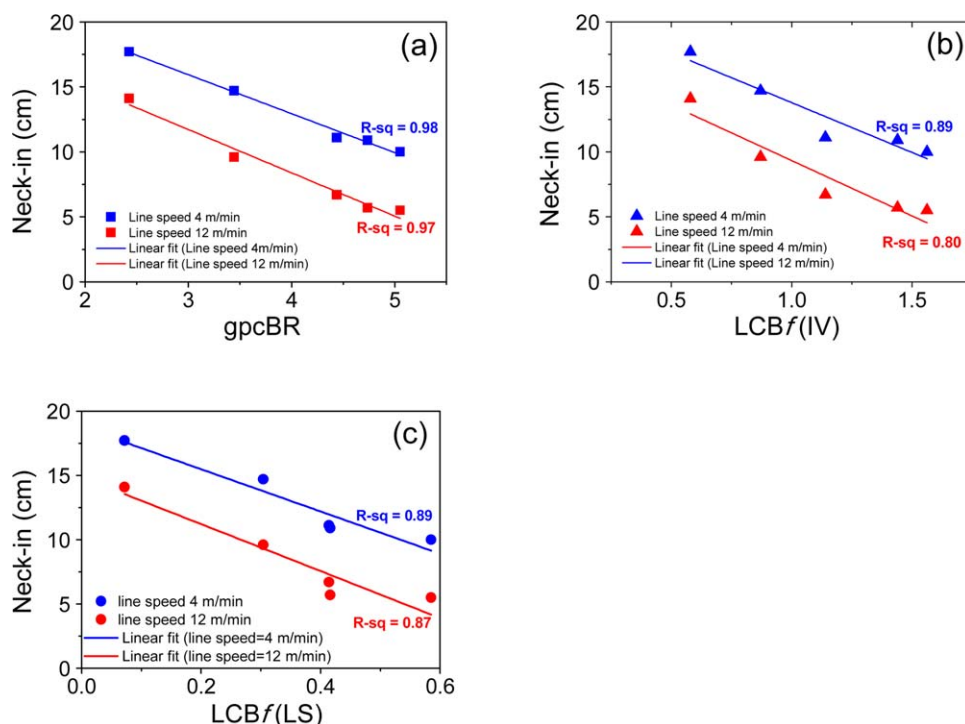 (a)
20
15
10
5
0
Neck-in (cm)
R-sq = 0.98
R-sq = 0.97
Line speed 4 m/min
Line speed 12 m/min
Linear fit (Line speed 4m/min)
Linear fit (Line speed 12 m/min)
2 3 4 5
gpcBR
(b)
20
15
10
5
0
Neck-in (cm)
R-sq = 0.89
R-sq = 0.80
Line speed 4 m/min
Line speed 12 m/min
Linear fit (Line speed 4 m/min)
Linear fit (Line speed 12 m/min)
0.5 1.0 1.5
LCBf(IV)
(c)
20
15
10
5
0
Neck-in (cm)
R-sq = 0.89
R-sq = 0.87
line speed 4 m/min
line speed 12 m/min
Linear fit (line speed=4 m/min)
Linear fit (line speed=12 m/min)
0.0 0.2 0.4 0.6
LCBf(LS)